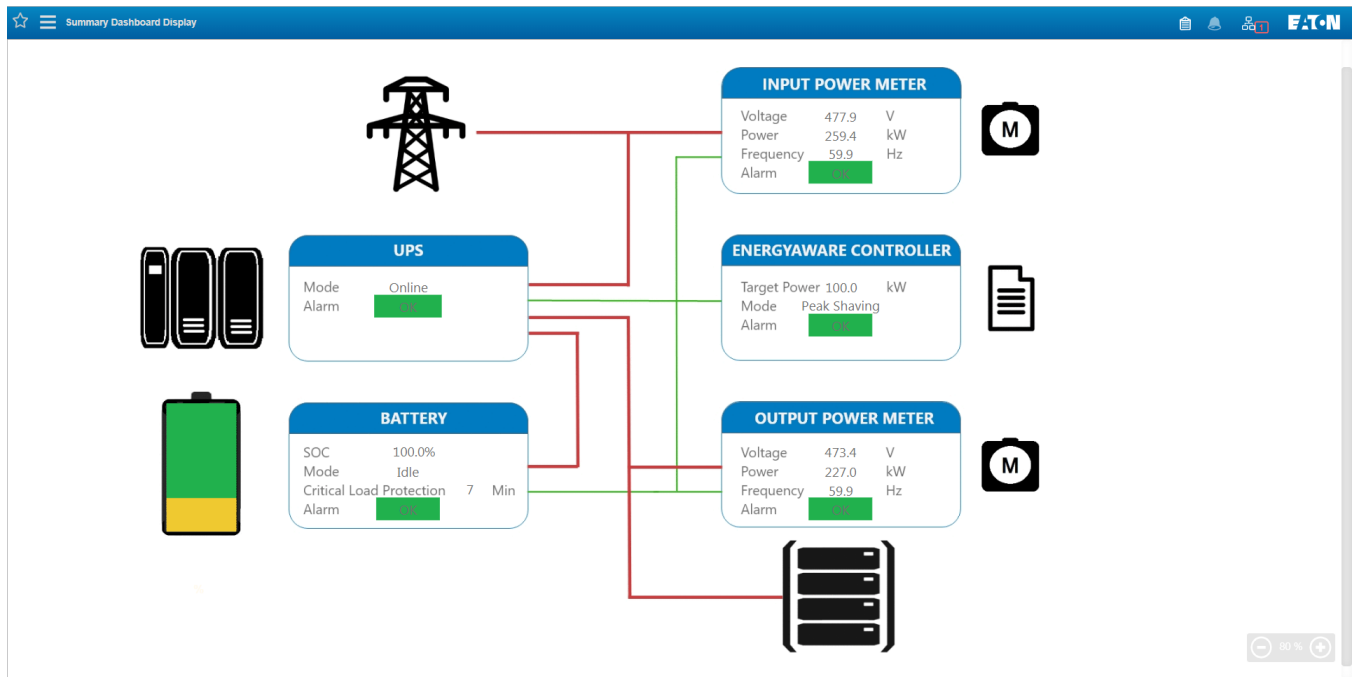 Summary Dashboard Display
1
EATON
INPUT POWER METER
Voltage 477.9 V
Power 259.4 kW
Frequency 59.9 Hz
Alarm OK
M
UPS
Mode Online
Alarm OK
ENERGYAWARE CONTROLLER
Target Power 100.0 kW
Mode Peak Shaving
Alarm OK
BATTERY
SOC 100.0%
Mode Idle
Critical Load Protection 7 Min
Alarm OK
OUTPUT POWER METER
Voltage 473.4 V
Power 227.0 kW
Frequency 59.9 Hz
Alarm OK
M
80 %